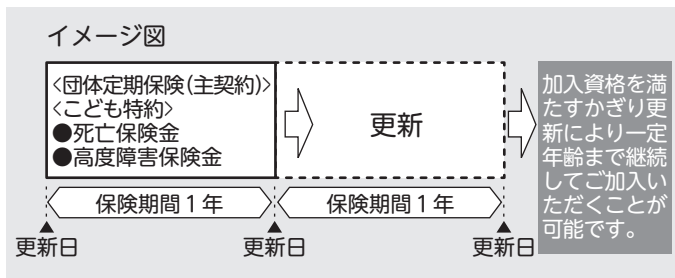 イメージ図
<団体定期保険(主契約)>
<こども特約>
●死亡保険金
●高度障害保険金
更新
加入資格を満
たすかぎり更
新により一定
年齢まで継続
してご加入い
ただくことが
可能です。
保険期間１年
保険期間１年
更新日
更新日
更新日